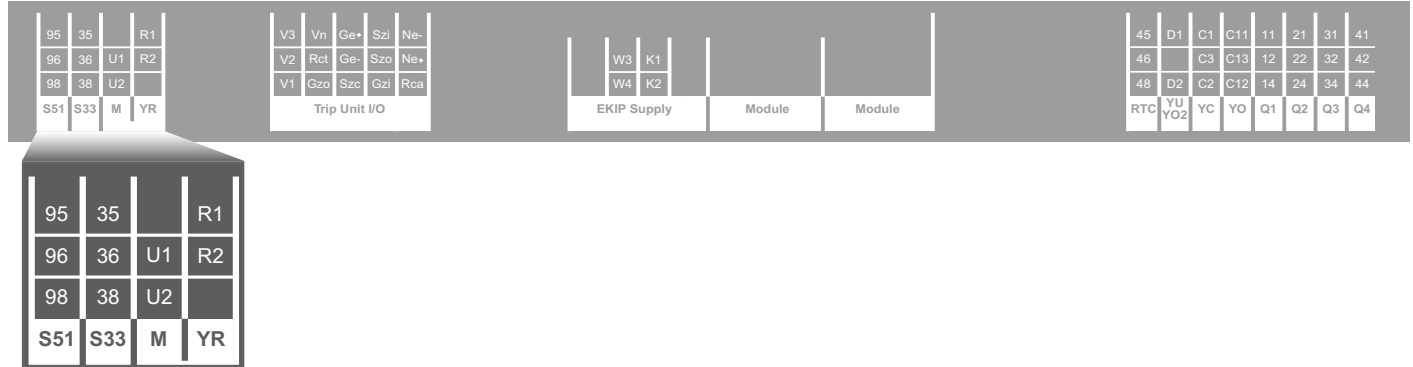 95 35 R1
96 36 U1 R2
98 38 U2
S51 S33 M YR
V3 Vn Ge+ Szi Ne-
V2 Rct Ge- Szo Ne+
V1 Gzo Szc Gzi Rca
Trip Unit I/O
W3 K1
W4 K2
EKIP Supply Module Module
45 D1 C1 C11 11 21 31 41
46 C3 C13 12 22 32 42
48 D2 C2 C12 14 24 34 44
RTC YU YO2 YC YO Q1 Q2 Q3 Q4
95 35 R1
96 36 U1 R2
98 38 U2
S51 S33 M YR